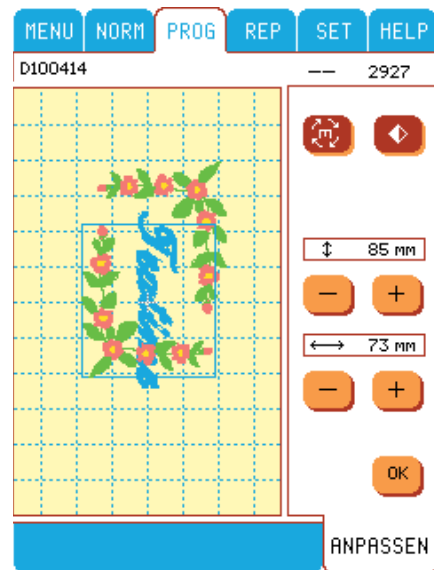 MENU NORM PROG REP SET HELP
D100414 -- 2927
E
85 MM
- +
73 MM
- +
OK
ANPASSEN